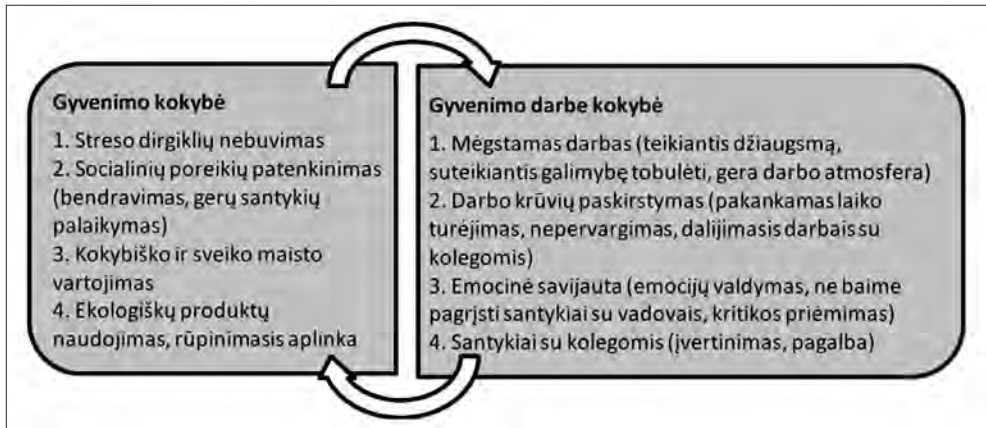 Gyvenimo kokybė
1. Streso dirgiklių nebuvimas
2. Socialinių poreikių patenkinimas
(bendravimas, gerų santykių
palaikymas)
3. Kokybiško ir sveiko maisto
vartojimas
4. Ekologiškų produktų
naudojimas, rūpinimasis aplinka
Gyvenimo darbe kokybė
1. Mėgstamas darbas (teikiantis džiaugsmą,
suteikiantis galimybę tobulėti, gera darbo atmosfera)
2. Darbo krūvių paskirstymas (pakankamas laiko
turėjimas, nepervargimas, dalijimasis darbais su
kolegomis)
3. Emocinė savijauta (emocijų valdymas, ne baime
pagrįsti santykiai su vadovais, kritikos priėmimas)
4. Santykiai su kolegomis (įvertinimas, pagalba)